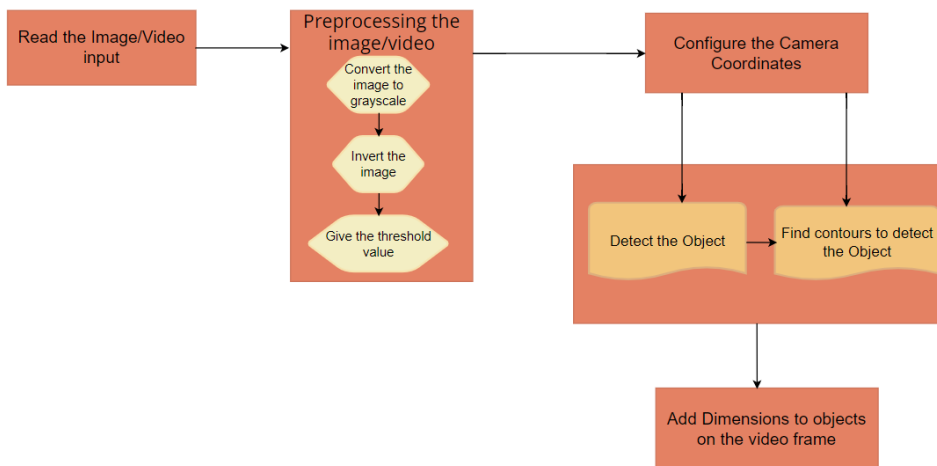 Read the Image/Video
input
Preprocessing the
image/video
Convert the
image to
grayscale
Invert the
image
Give the threshold
value
Configure the Camera
Coordinates
Detect the Object
Find contours to detect
the Object
Add Dimensions to objects
on the video frame